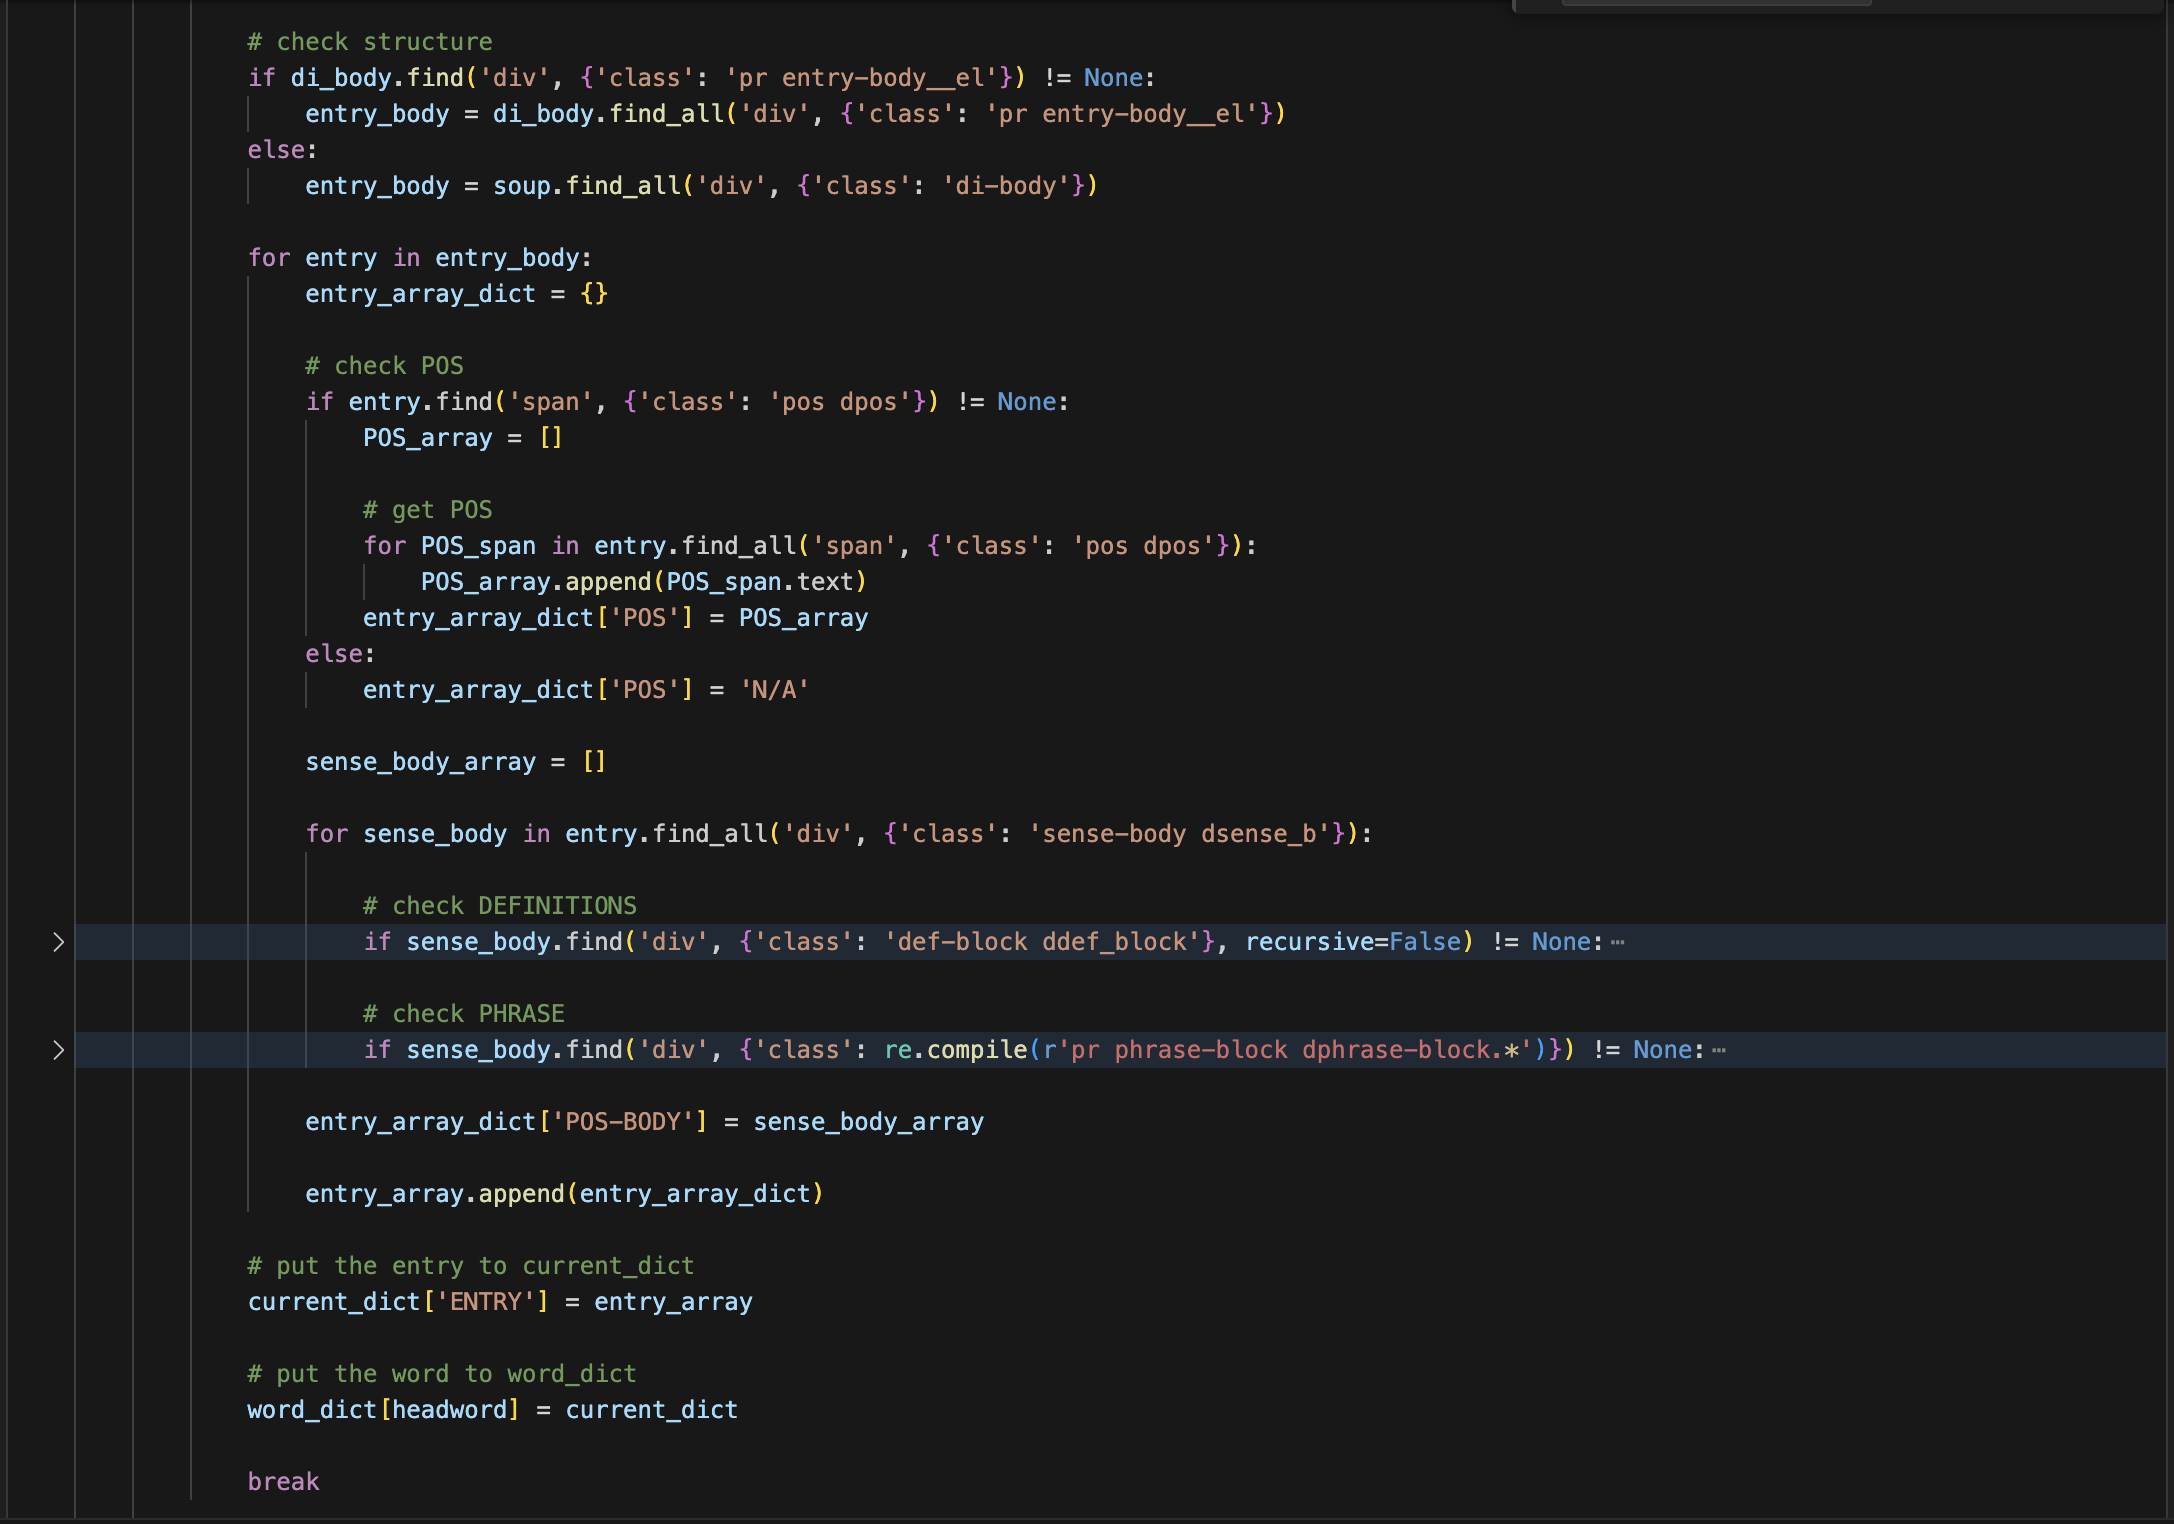 # check structure
if di_body.find('div', {'class': 'pr entry-body__el'}) != None:
entry_body = di_body.find_all('div', {'class': 'pr entry-body__el'})
else:
entry_body = soup.find_all('div', {'class': 'di-body'})
for entry in entry_body:
entry_array_dict = {}
# check POS
if entry.find('span', {'class': 'pos dpos'}) != None:
POS_array = []
# get POS
for POS_span in entry.find_all('span', {'class': 'pos dpos'}):
POS_array.append(POS_span.text)
entry_array_dict['POS'] = POS_array
else:
entry_array_dict['POS'] = 'N/A'
sense_body_array = []
for sense_body in entry.find_all('div', {'class': 'sense-body dsense_b'}):
# check DEFINITIONS
if sense_body.find('div', {'class': 'def-block ddef_block'}, recursive=False) != None:⋯
# check PHRASE
if sense_body.find('div', {'class': re.compile(r'pr phrase-block dphrase-block.*')}) != None:⋯
entry_array_dict['POS-BODY'] = sense_body_array
entry_array.append(entry_array_dict)
# put the entry to current_dict
current_dict['ENTRY'] = entry_array
# put the word to word_dict
word_dict[headword] = current_dict
break